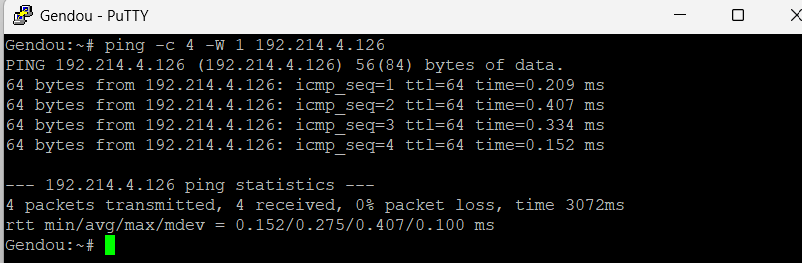 Gendou - PuTTY
Gendou:~# ping -c 4 -W 1 192.214.4.126
PING 192.214.4.126 (192.214.4.126) 56(84) bytes of data.
64 bytes from 192.214.4.126: icmp_seq=1 ttl=64 time=0.209 ms
64 bytes from 192.214.4.126: icmp_seq=2 ttl=64 time=0.407 ms
64 bytes from 192.214.4.126: icmp_seq=3 ttl=64 time=0.334 ms
64 bytes from 192.214.4.126: icmp_seq=4 ttl=64 time=0.152 ms
--- 192.214.4.126 ping statistics ---
4 packets transmitted, 4 received, 0% packet loss, time 3072ms
rtt min/avg/max/mdev = 0.152/0.275/0.407/0.100 ms
Gendou:~#